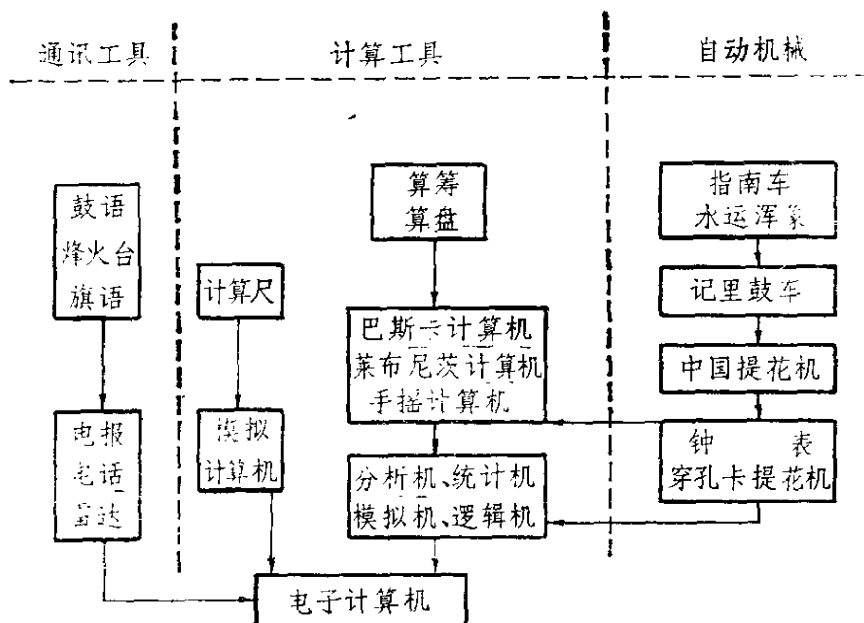 通讯工具
计算工具
自动机械
鼓语
烽火台
旗语
电报
电话
雷达
计算尺
模拟
计算机
算筹
算盘
巴斯卡计算机
莱布尼茨计算机
手摇计算机
分析机、统计机
模拟机、逻辑机
指南车
水运浑象
记里鼓车
中国提花机
钟 表
穿孔卡提花机
电子计算机